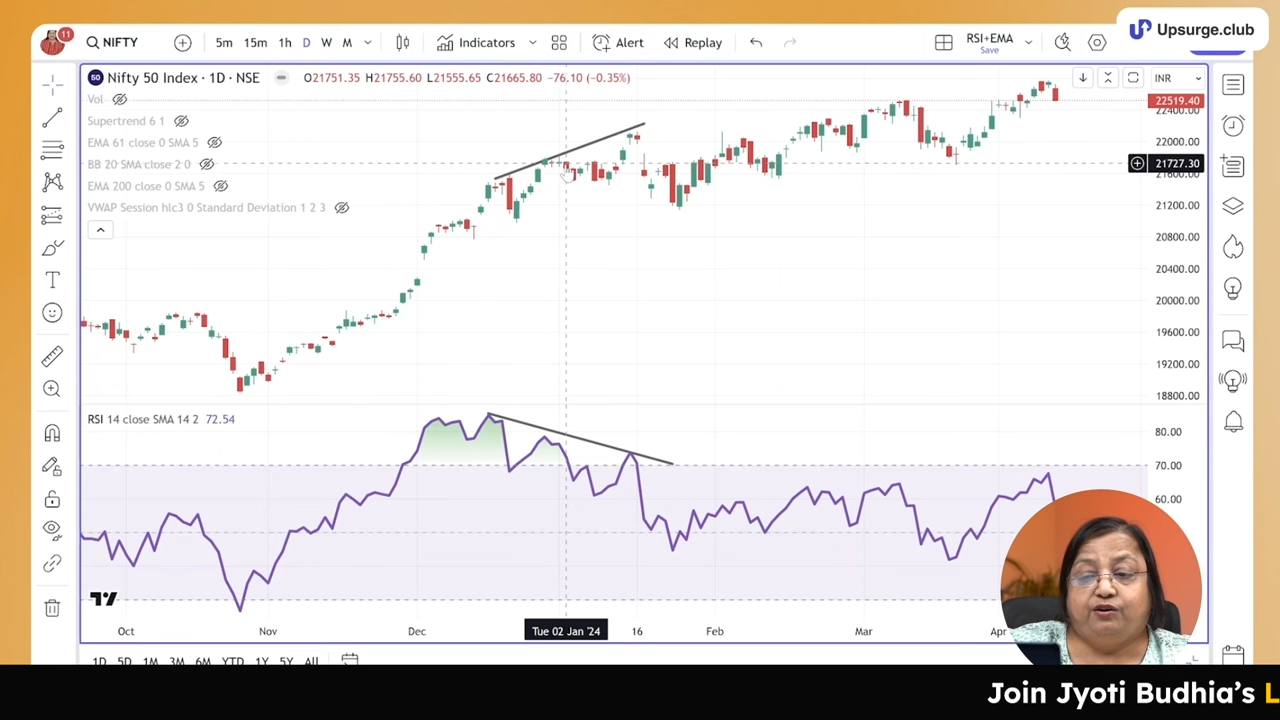 Upsurge.club
11
NIFTY
5m 15m 1h D W M
Indicators
Alert
Replay
RSI+EMA
Save
50 Nifty 50 Index · 1D · NSE O21751.35 H21755.60 L21555.65 C21665.80 -76.10 (-0.35%)
INR
Vol
22519.40
22400.00
Supertrend 6 1
EMA 61 close 0 SMA 5
22000.00
BB 20 SMA close 2 0
21727.30
21600.00
EMA 200 close 0 SMA 5
VWAP Session hlc3 0 Standard Deviation 1 2 3
21200.00
20800.00
20400.00
20000.00
19600.00
19200.00
18800.00
RSI 14 close SMA 14 2 72.54
80.00
70.00
60.00
Oct Nov Dec Tue 02 Jan '24 16 Feb Mar Apr
1D 5D 1M 3M 6M YTD 1Y 5Y All
Join Jyoti Budhia's L